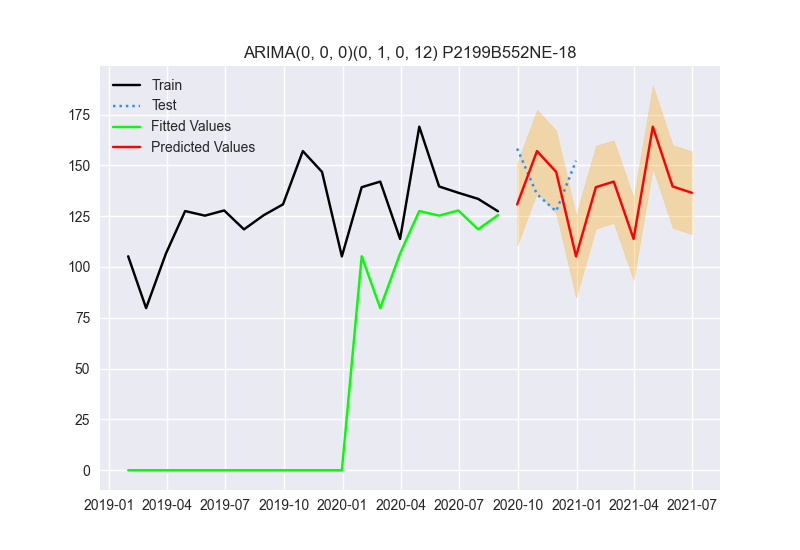 ARIMA(0, 0, 0)(0, 1, 0, 12) P2199B552NE-18
Train
Test
Fitted Values
Predicted Values
175
150
125
100
75
50
25
0
2019-01 2019-04 2019-07 2019-10 2020-01 2020-04 2020-07 2020-10 2021-01 2021-04 2021-07